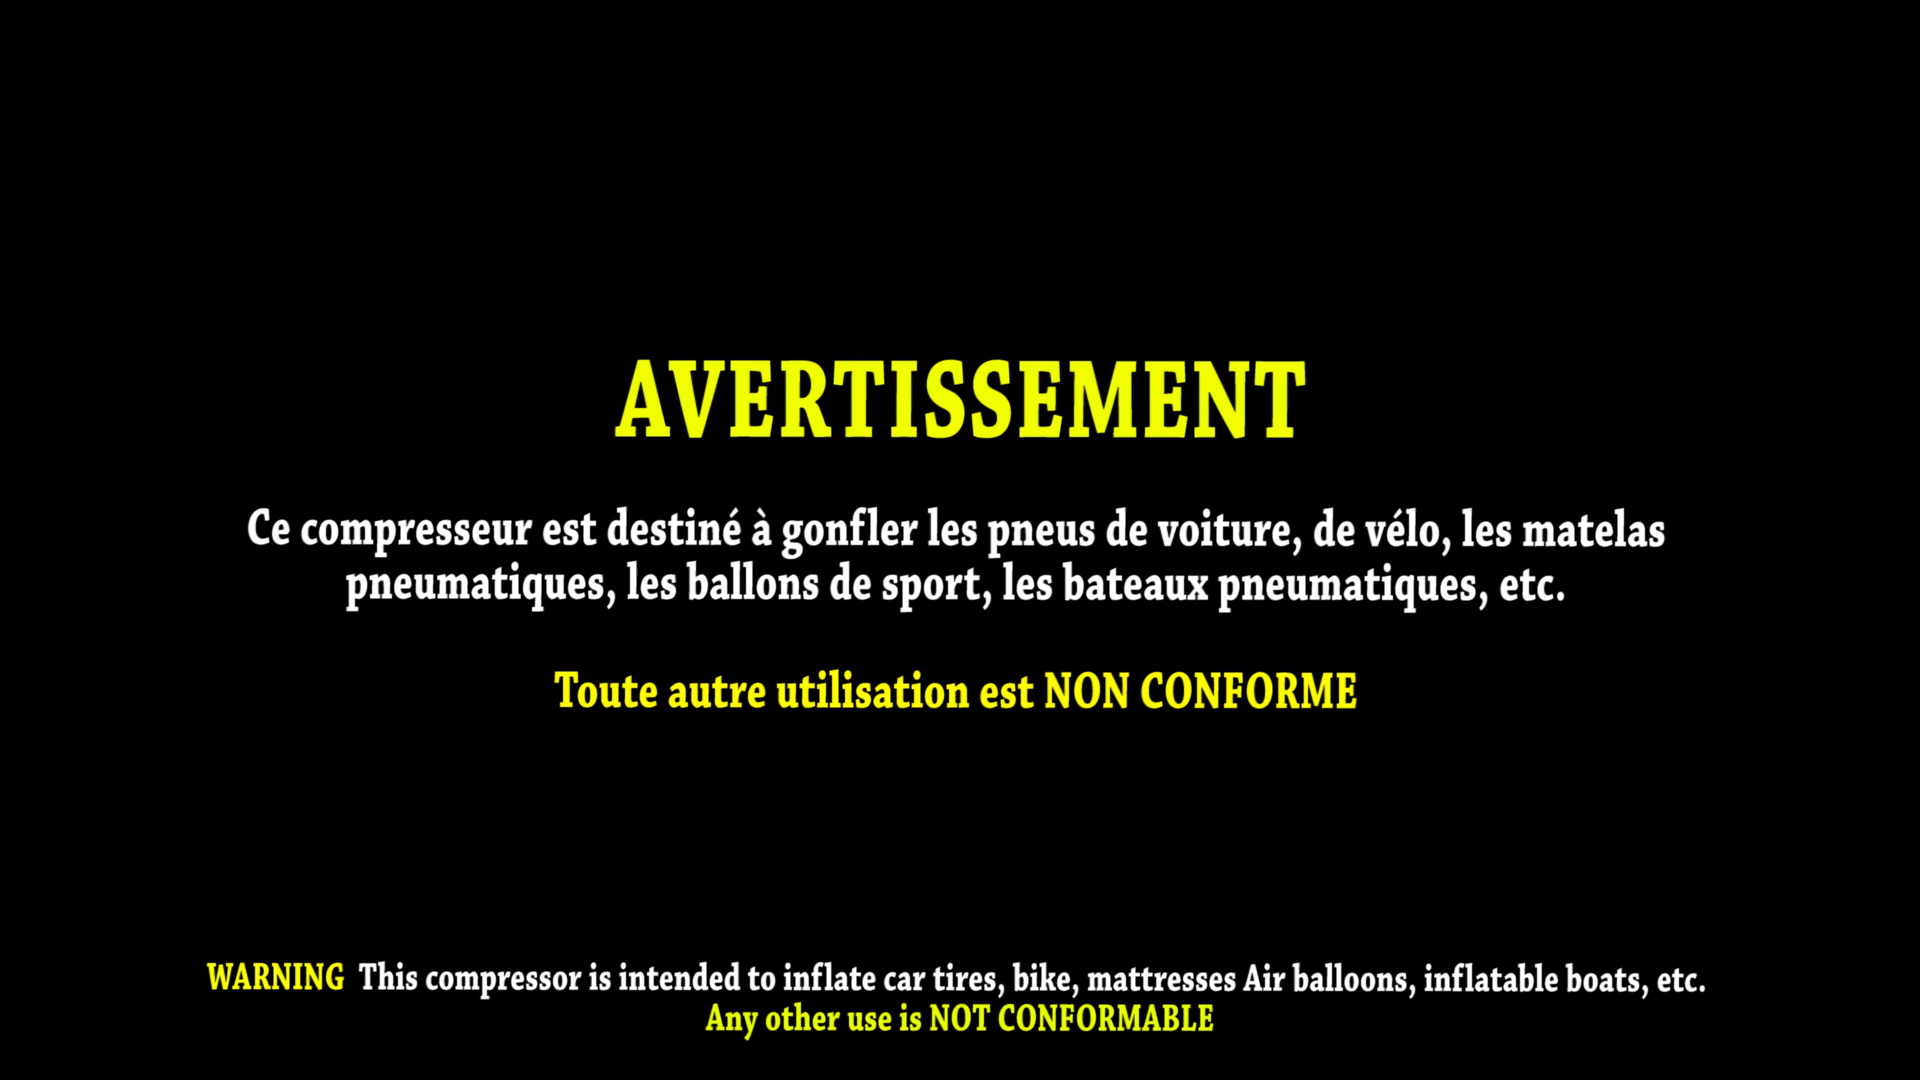 AVERTISSEMENT
Ce compresseur est destiné à gonfler les pneus de voiture, de vélo, les matelas
pneumatiques, les ballons de sport, les bateaux pneumatiques, etc.
Toute autre utilisation est NON CONFORME
WARNING This compressor is intended to inflate car tires, bike, mattresses Air balloons, inflatable boats, etc.
Any other use is NOT CONFORMABLE